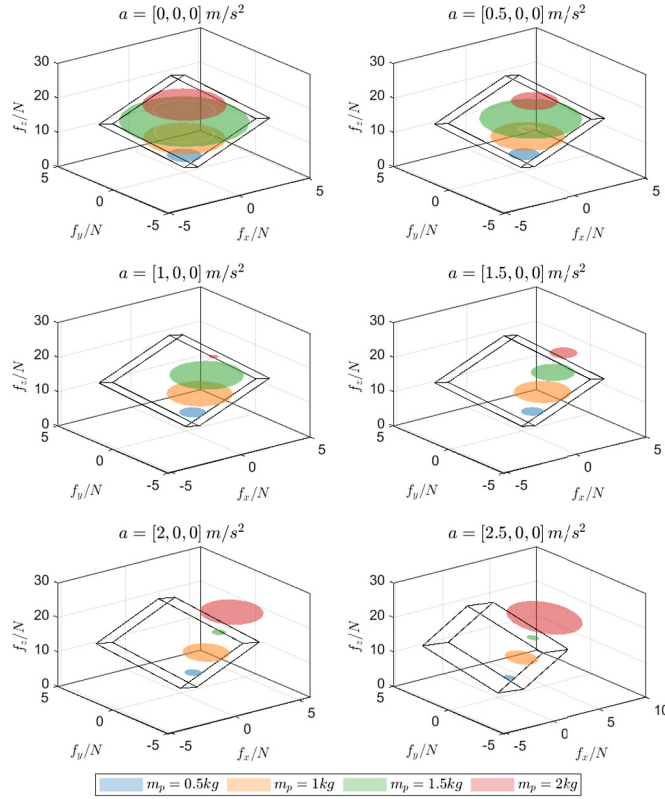 a = [0, 0, 0] m/s²
a = [0.5, 0, 0] m/s²
30
20
10
0
f_z/N
5
0
-5
f_y/N
-5
0
5
f_x/N
30
20
10
0
f_z/N
5
0
-5
f_y/N
-5
0
5
f_x/N
a = [1, 0, 0] m/s²
a = [1.5, 0, 0] m/s²
30
20
10
0
f_z/N
5
0
-5
f_y/N
-5
0
5
f_x/N
30
20
10
0
f_z/N
5
0
-5
f_y/N
-5
0
5
f_x/N
a = [2, 0, 0] m/s²
a = [2.5, 0, 0] m/s²
30
20
10
0
f_z/N
5
0
-5
f_y/N
-5
0
5
f_x/N
30
20
10
0
f_z/N
5
0
-5
f_y/N
-5
0
5
10
f_x/N
m_p = 0.5kg m_p = 1kg m_p = 1.5kg m_p = 2kg